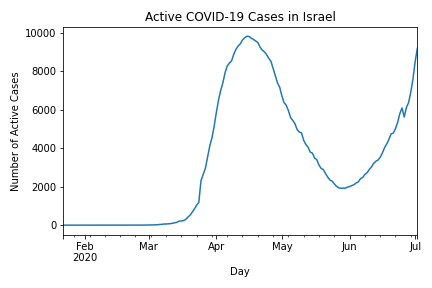 Active COVID-19 Cases in Israel
Number of Active Cases
10000
8000
6000
4000
2000
0
Feb
2020
Mar
Apr
May
Jun
Jul
Day